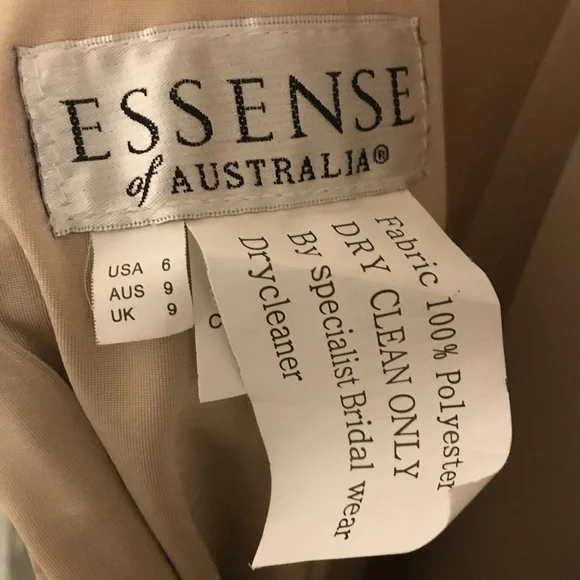 ESSENSE
of AUSTRALIA®
USA 6
AUS 9
UK 9
C
Fabric 100% Polyester
DRY CLEAN ONLY
By specialist Bridal wear
Drycleaner